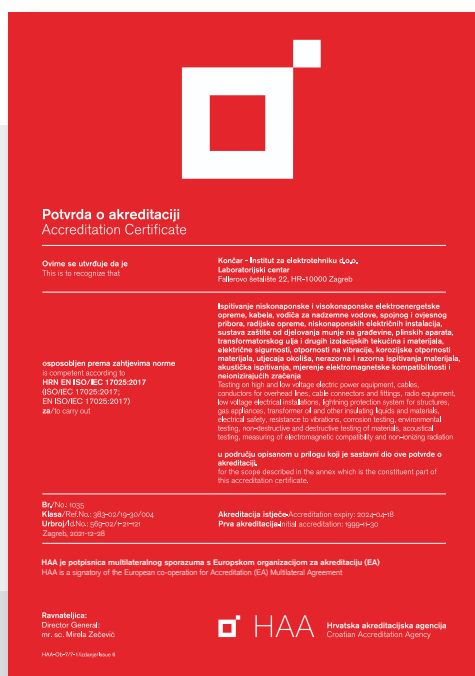 Potvrda o akreditaciji
Accreditation Certificate
Ovime se utvrđuje da je
This is to recognize that
Končar - Institut za elektrotehniku d.o.o.
Laboratorijski centar
Fallerovo šetalište 22, HR-10000 Zagreb
osposobljen prema zahtjevima norme
is competent according to
HRN EN ISO/IEC 17025:2017
(ISO/IEC 17025:2017;
EN ISO/IEC 17025:2017)
za/to carry out
Ispitivanje niskonaponske i visokonaponske elektroenergetske
opreme, kabela, vodiča za nadzemne vodove, spojnog i ovjesnog
pribora, radijske opreme, niskonaponskih električnih instalacija,
sustava zaštite od djelovanja munje na građevine, plinskih aparata,
transformatorskog ulja i drugih izolacijskih tekućina i materijala,
električne sigurnosti, otpornosti na vibracije, korozijske otpornosti
materijala, utjecaja okoliša, nerazorna i razorna ispitivanja materijala,
akustička ispitivanja, mjerenje elektromagnetske kompatibilnosti i
neionizirajućih zračenja
Testing on high and low voltage electric power equipment, cables,
conductors for overhead lines, cable connectors and fittings, radio equipment,
low voltage electrical installations, lightning protection system for structures,
gas appliances, transformer oil and other insulating liquids and materials,
electrical safety, resistance to vibrations, corrosion testing, environmental
testing, non-destructive and destructive testing of materials, acoustical
testing, measuring of electromagnetic compatibility and non-ionizing radiation
u području opisanom u prilogu koji je sastavni dio ove potvrde o
akreditaciji.
for the scope described in the annex which is the constituent part of
this accreditation certificate.
Br./No.: 1035
Klasa/Ref.No.: 383-02/19-30/004
Urbroj/Id.No.: 569-02/1-21-121
Zagreb, 2021-12-28
Akreditacija istječe/Accreditation expiry: 2024-04-18
Prva akreditacija/Initial accreditation: 1999-11-30
HAA je potpisnica multilateralnog sporazuma s Europskom organizacijom za akreditaciju (EA)
HAA is a signatory of the European co-operation for Accreditation (EA) Multilateral Agreement
Ravnateljica:
Director General:
mr. sc. Mirela Zečević
HAA
Hrvatska akreditacijska agencija
Croatian Accreditation Agency
HAA-Ob-7/7-1/Izdanje/Issue 6